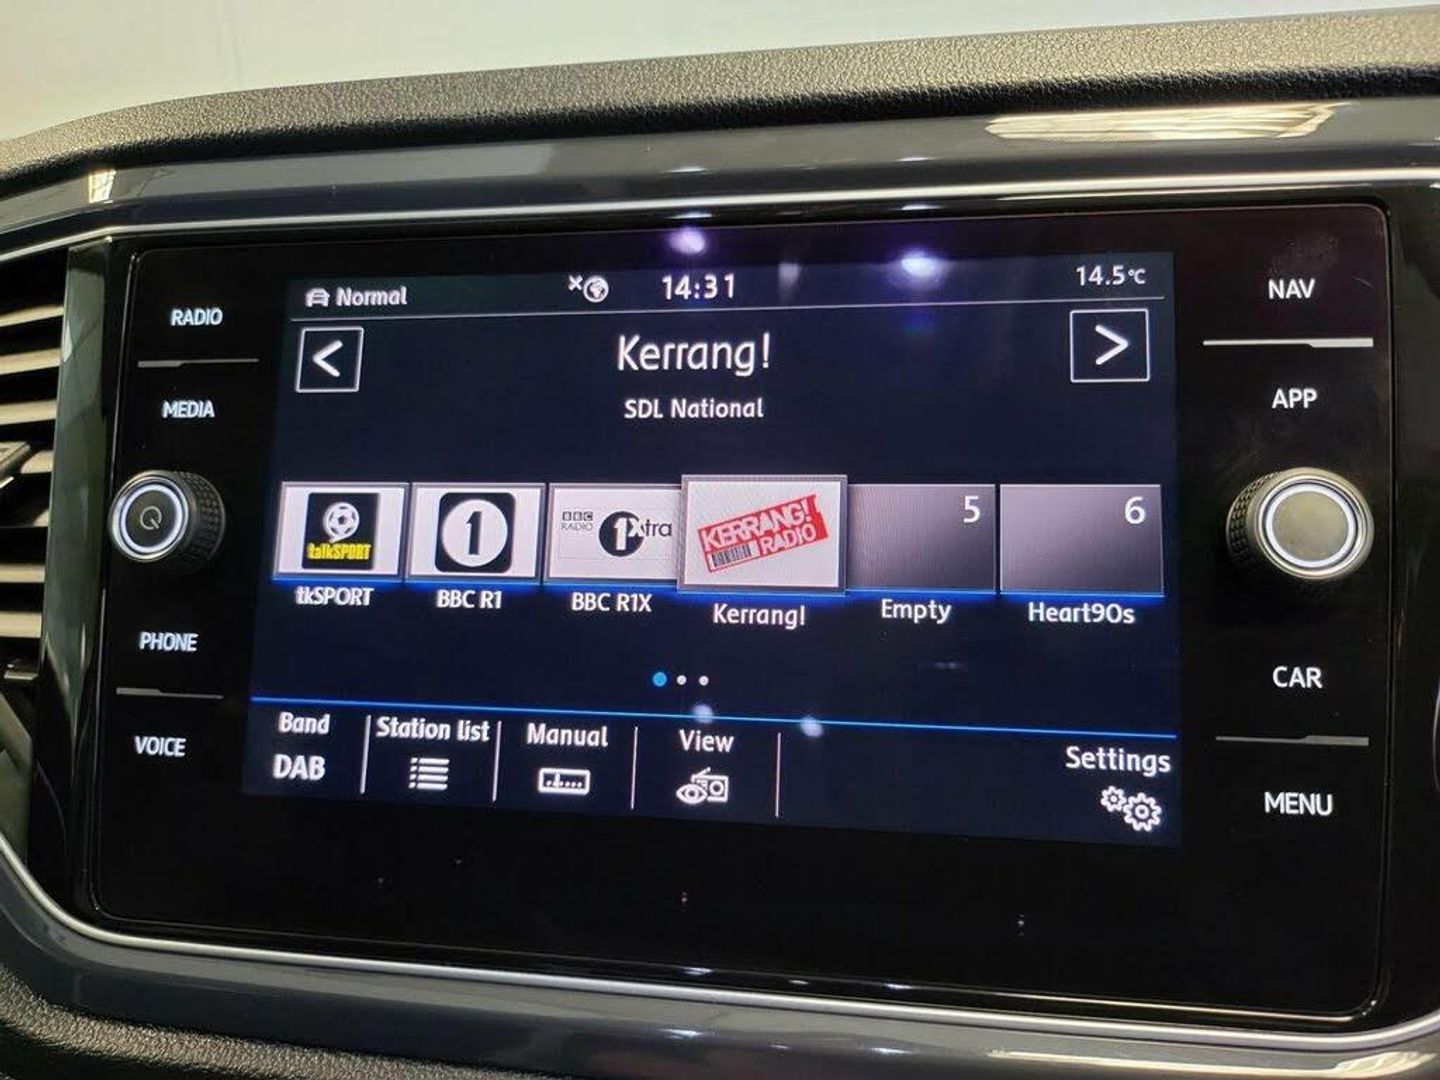 RADIO
MEDIA
PHONE
VOICE
Normal
14:31
14.5°C
<
Kerrang!
>
SDL National
talkSPORT
1
BBC
RADIO
1Xtra
KERRANG!
RADIO
5
6
tkSPORT
BBC R1
BBC R1X
Kerrang!
Empty
Heart90s
Band
DAB
Station list
Manual
View
Settings
NAV
APP
CAR
MENU